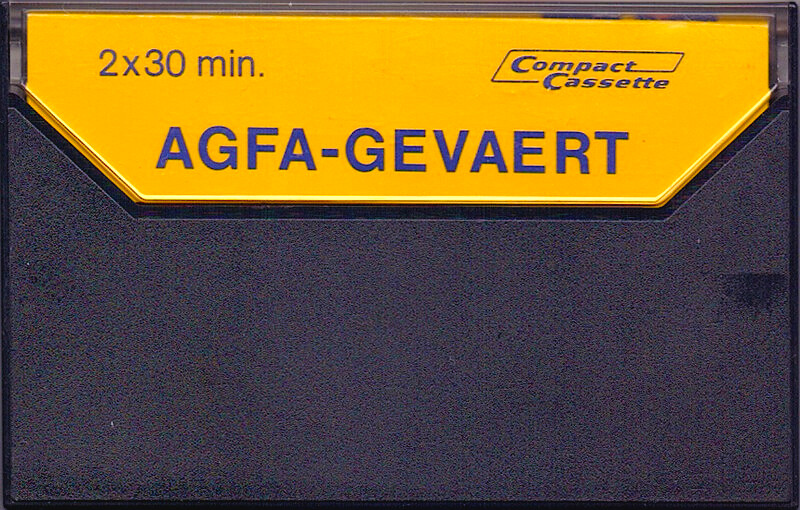 2x30 min.
Compact
Cassette
AGFA-GEVAERT